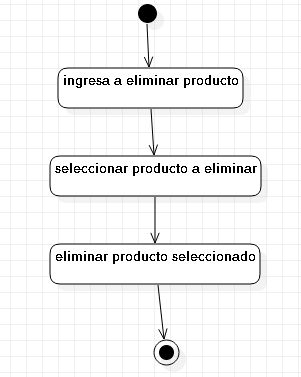 ingresa a eliminar producto
seleccionar producto a eliminar
eliminar producto seleccionado